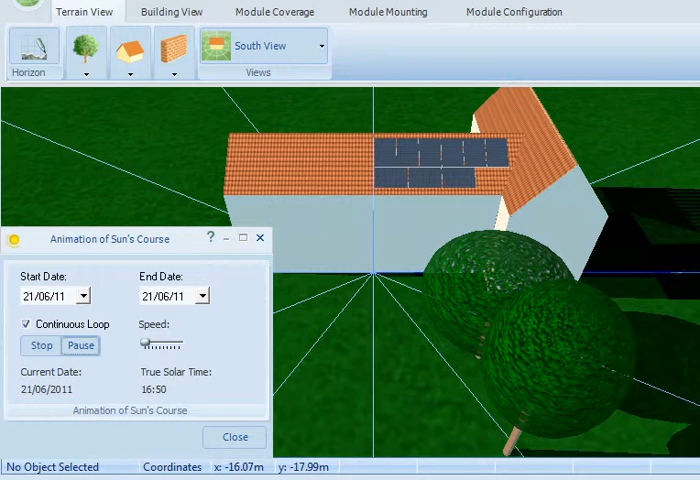 Terrain View Building View Module Coverage Module Mounting Module Configuration
South View
Horizon Views
Animation of Sun's Course ?
Start Date: End Date:
21/06/11 21/06/11
Continuous Loop Speed:
Stop Pause
Current Date: True Solar Time:
21/06/2011 16:50
Animation of Sun's Course
Close
No Object Selected Coordinates x: -16.07m y: -17.99m